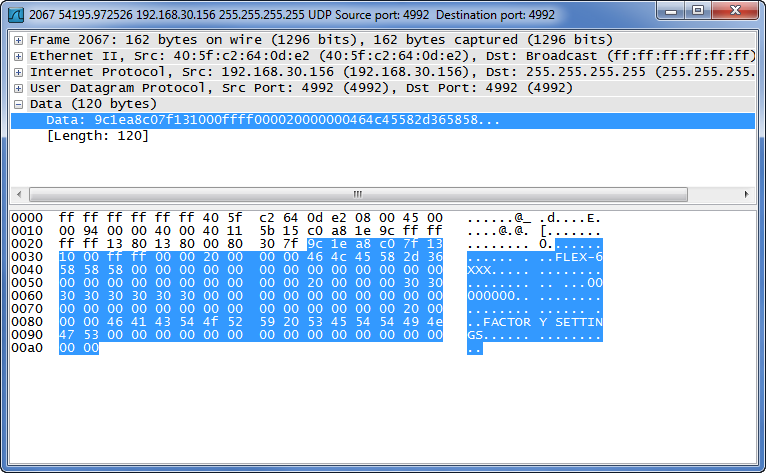 2067 54195.972526 192.168.30.156 255.255.255.255 UDP Source port: 4992  Destination port: 4992
Frame 2067: 162 bytes on wire (1296 bits), 162 bytes captured (1296 bits)
Ethernet II, Src: 40:5f:c2:64:0d:e2 (40:5f:c2:64:0d:e2), Dst: Broadcast (ff:ff:ff:ff:ff:ff)
Internet Protocol, Src: 192.168.30.156 (192.168.30.156), Dst: 255.255.255.255 (255.255.255.
User Datagram Protocol, Src Port: 4992 (4992), Dst Port: 4992 (4992)
Data (120 bytes)
Data: 9c1ea8c07f131000ffff000020000000464c45582d365858...
[Length: 120]
0000  ff ff ff ff ff ff 40 5f  c2 64 0d e2 08 00 45 00   ......@_ .d....E.
0010  00 94 00 00 40 00 40 11  5b 15 c0 a8 1e 9c ff ff   ....@.@. [.......
0020  ff ff 13 80 13 80 00 80  30 7f 9c 1e a8 c0 7f 13   ........ 0.......
0030  10 00 ff ff 00 00 20 00  00 00 46 4c 45 58 2d 36   ...... . ..FLEX-6
0040  58 58 58 00 00 00 00 00  00 00 00 00 00 00 00 00   XXX..... ........
0050  00 00 00 00 00 00 00 00  00 20 00 00 00 00 30 30   ........ . ....00
0060  30 30 30 30 30 30 00 00  00 00 00 00 00 00 00 00   000000.. ........
0070  00 00 00 00 00 00 00 00  00 00 00 00 00 00 20 00   ........ ...... .
0080  00 00 46 41 43 54 4f 52  59 20 53 45 54 54 49 4e   ..FACTOR Y SETTIN
0090  47 53 00 00 00 00 00 00  00 00 00 00 00 00 00 00   GS...... ........
00a0  00 00   ..